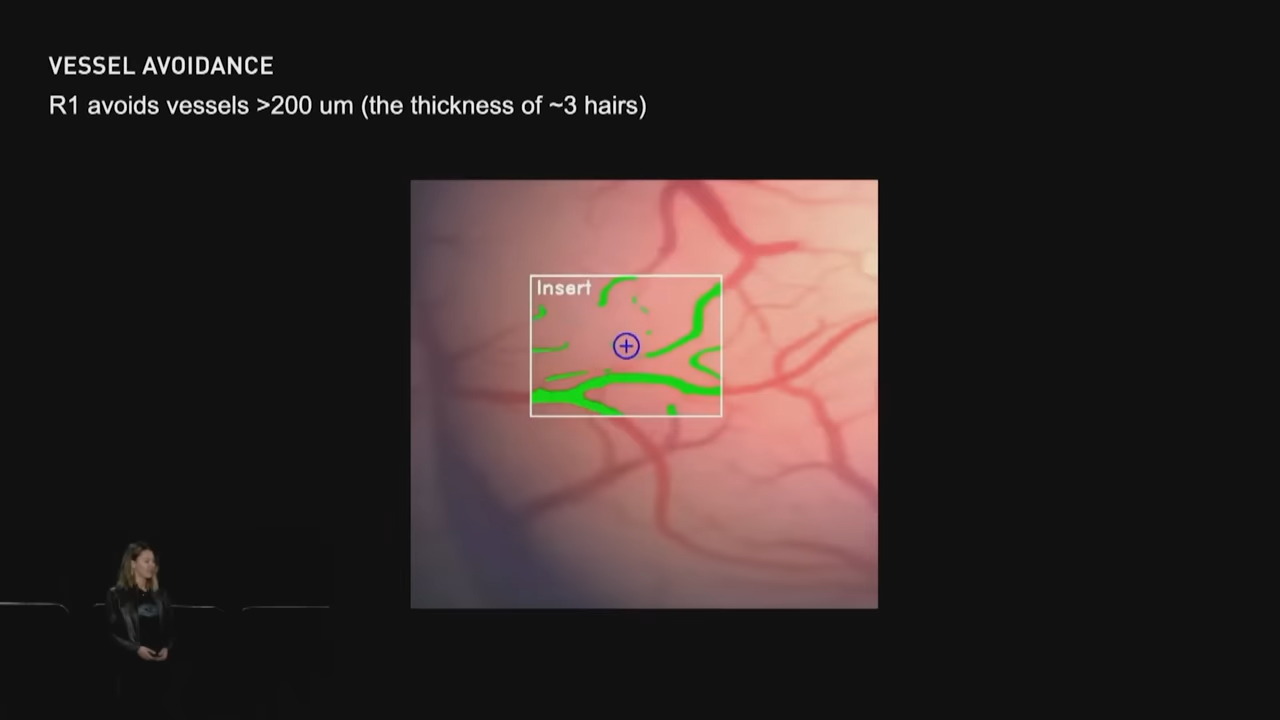 VESSEL AVOIDANCE
R1 avoids vessels >200 um (the thickness of ~3 hairs)
Insert